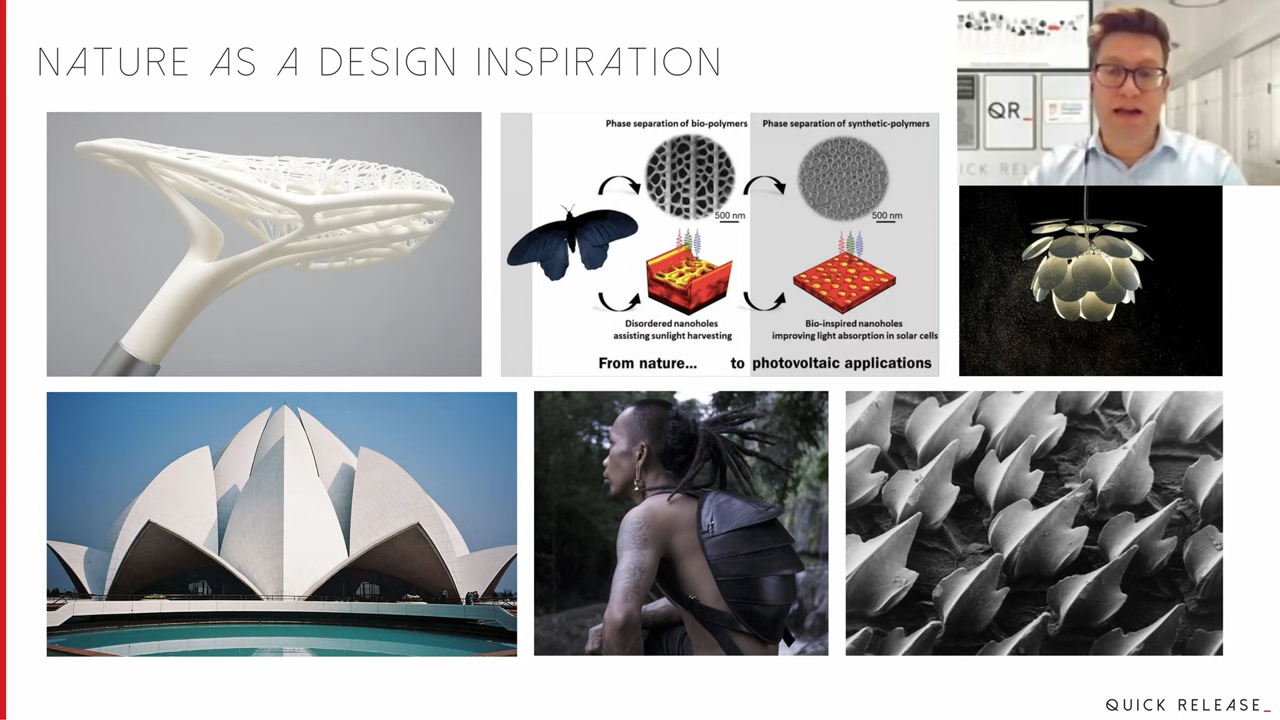 NATURE AS A DESIGN INSPIRATION
QR_
Phase separation of bio-polymers
Phase separation of synthetic-polymers
500 nm
500 nm
Disordered nanoholes
assisting sunlight harvesting
Bio-inspired nanoholes
improving light absorption in solar cells
From nature... to photovoltaic applications
QUICK RELEASE_